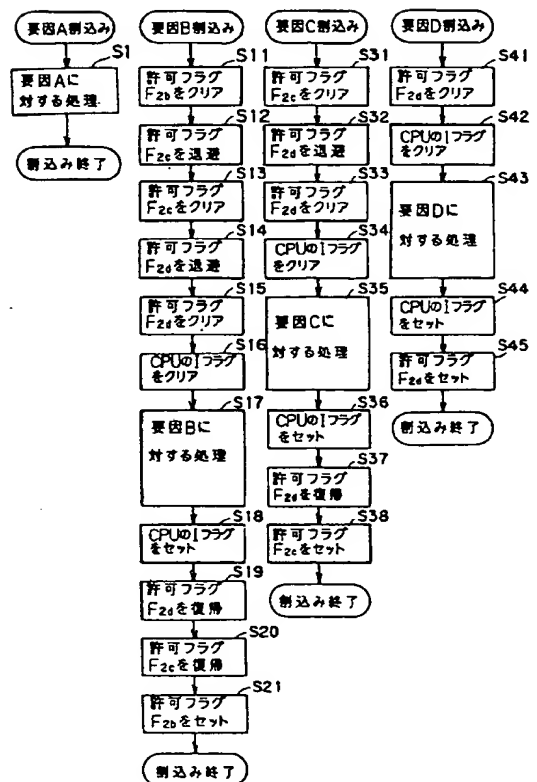 要因A割込み
S1
要因Aに
対する処理
割込み終了
要因B割込み
S11
許可フラグ
F2bをクリア
S12
許可フラグ
F2cを退避
S13
許可フラグ
F2cをクリア
S14
許可フラグ
F2dを退避
S15
許可フラグ
F2dをクリア
S16
CPUのIフラグ
をクリア
S17
要因Bに
対する処理
S18
CPUのIフラグ
をセット
S19
許可フラグ
F2dを復帰
S20
許可フラグ
F2cを復帰
S21
許可フラグ
F2bをセット
割込み終了
要因C割込み
S31
許可フラグ
F2cをクリア
S32
許可フラグ
F2dを退避
S33
許可フラグ
F2dをクリア
S34
CPUのIフラグ
をクリア
S35
要因Cに
対する処理
S36
CPUのIフラグ
をセット
S37
許可フラグ
F2dを復帰
S38
許可フラグ
F2cをセット
割込み終了
要因D割込み
S41
許可フラグ
F2dをクリア
S42
CPUのIフラグ
をクリア
S43
要因Dに
対する処理
S44
CPUのIフラグ
をセット
S45
許可フラグ
F2dをセット
割込み終了